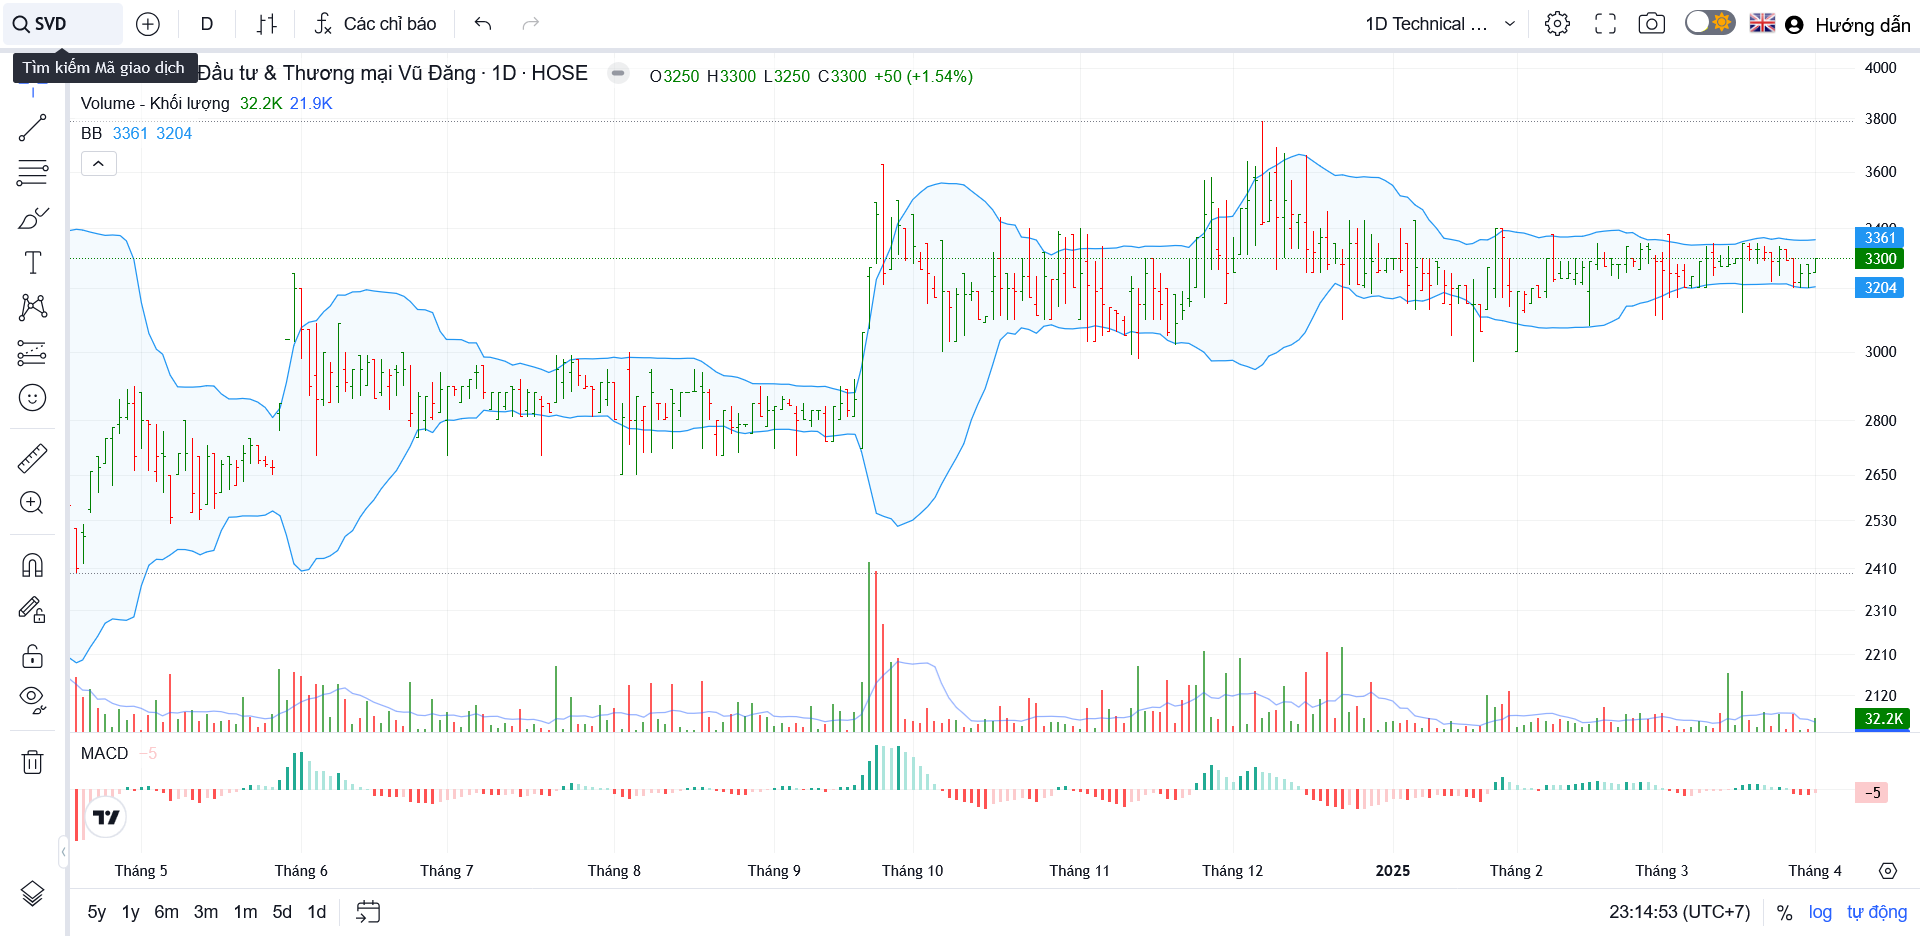 SVD
D
Các chỉ báo
1D Technical ...
Hướng dẫn
Tìm kiếm Mã giao dịch
Đầu tư & Thương mại Vũ Đăng · 1D · HOSE
O3250 H3300 L3250 C3300 +50 (+1.54%)
Volume - Khối lượng 32.2K 21.9K
BB 3361 3204
4000
3800
3600
3400
3361
3300
3204
3000
2800
2650
2530
2410
2310
2210
2120
32.2K
MACD −5
−5
Tháng 5 Tháng 6 Tháng 7 Tháng 8 Tháng 9 Tháng 10 Tháng 11 Tháng 12 2025 Tháng 2 Tháng 3 Tháng 4
5y 1y 6m 3m 1m 5d 1d
23:14:53 (UTC+7) % log tự động